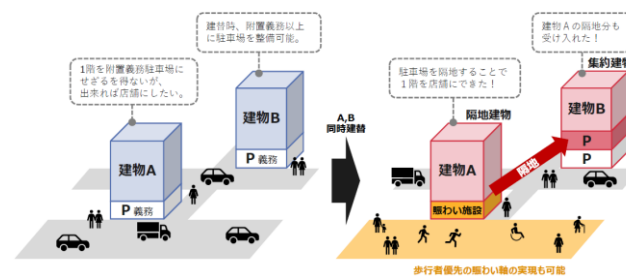 建替時、附置義務以上
に駐車場を整備可能。
1階を附置義務駐車場に
せざるを得ないが、
出来れば店舗にしたい。
建物B
P 義務
建物A
P 義務
A,B
同時建替
建物Aの隔地分も
受け入れた!
駐車場を隔地することで
1階を店舗にできた!
集約建物
隔地建物
建物B
P
P
隔地
建物A
賑わい施設
歩行者優先の賑わい軸の実現も可能